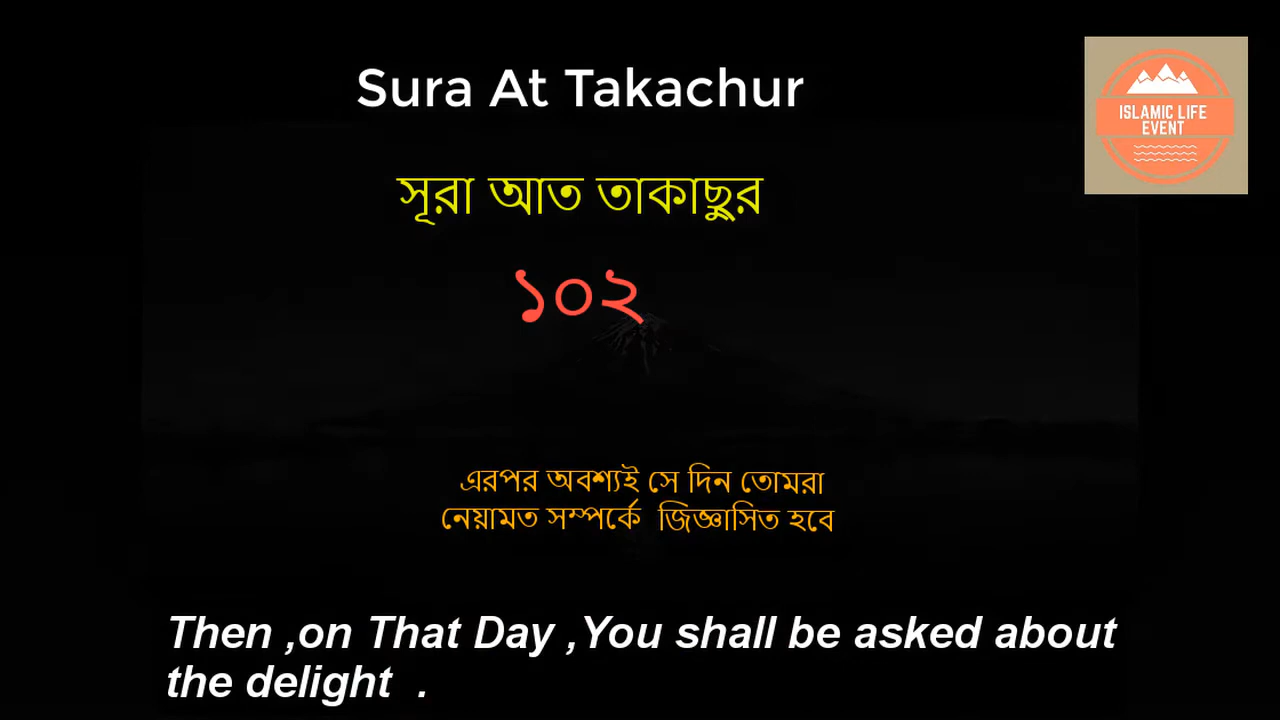 Sura At Takachur
ISLAMIC LIFE
EVENT
সূরা আত তাকাছুর
১০২
এরপর অবশ্যই সে দিন তোমরা
নেয়ামত সম্পর্কে জিজ্ঞাসিত হবে
Then ,on That Day ,You shall be asked about
the delight .